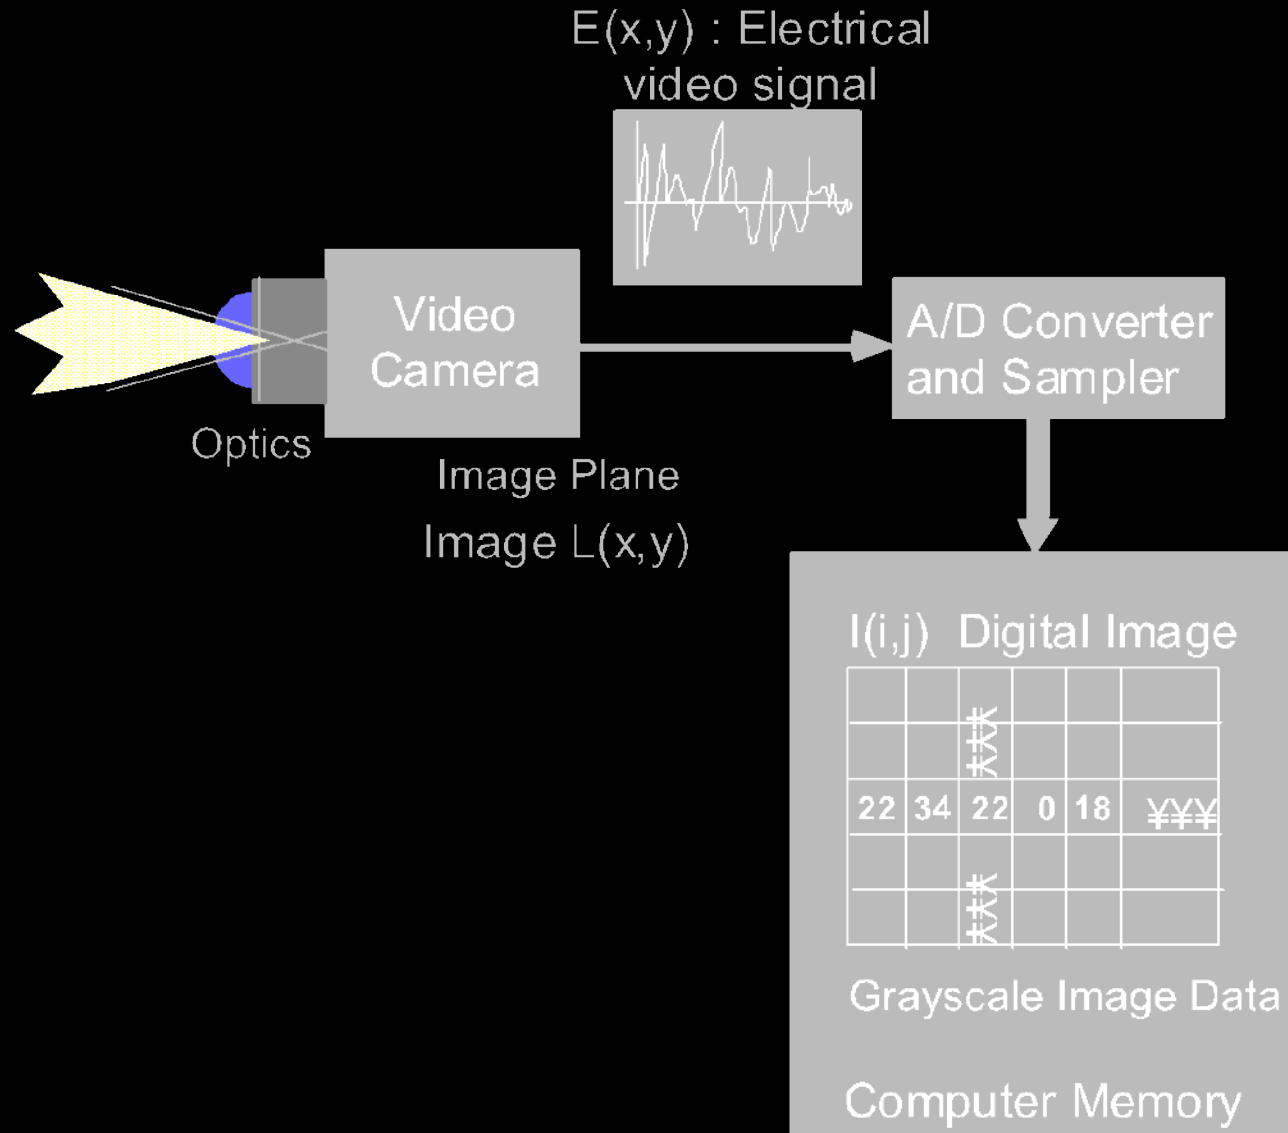 E(x,y) : Electrical
video signal
Video
Camera
A/D Converter
and Sampler
Optics
Image Plane
Image L(x,y)
I(i,j) Digital Image
¥¥¥
22 34 22 0 18 ¥¥¥
¥¥¥
Grayscale Image Data
Computer Memory